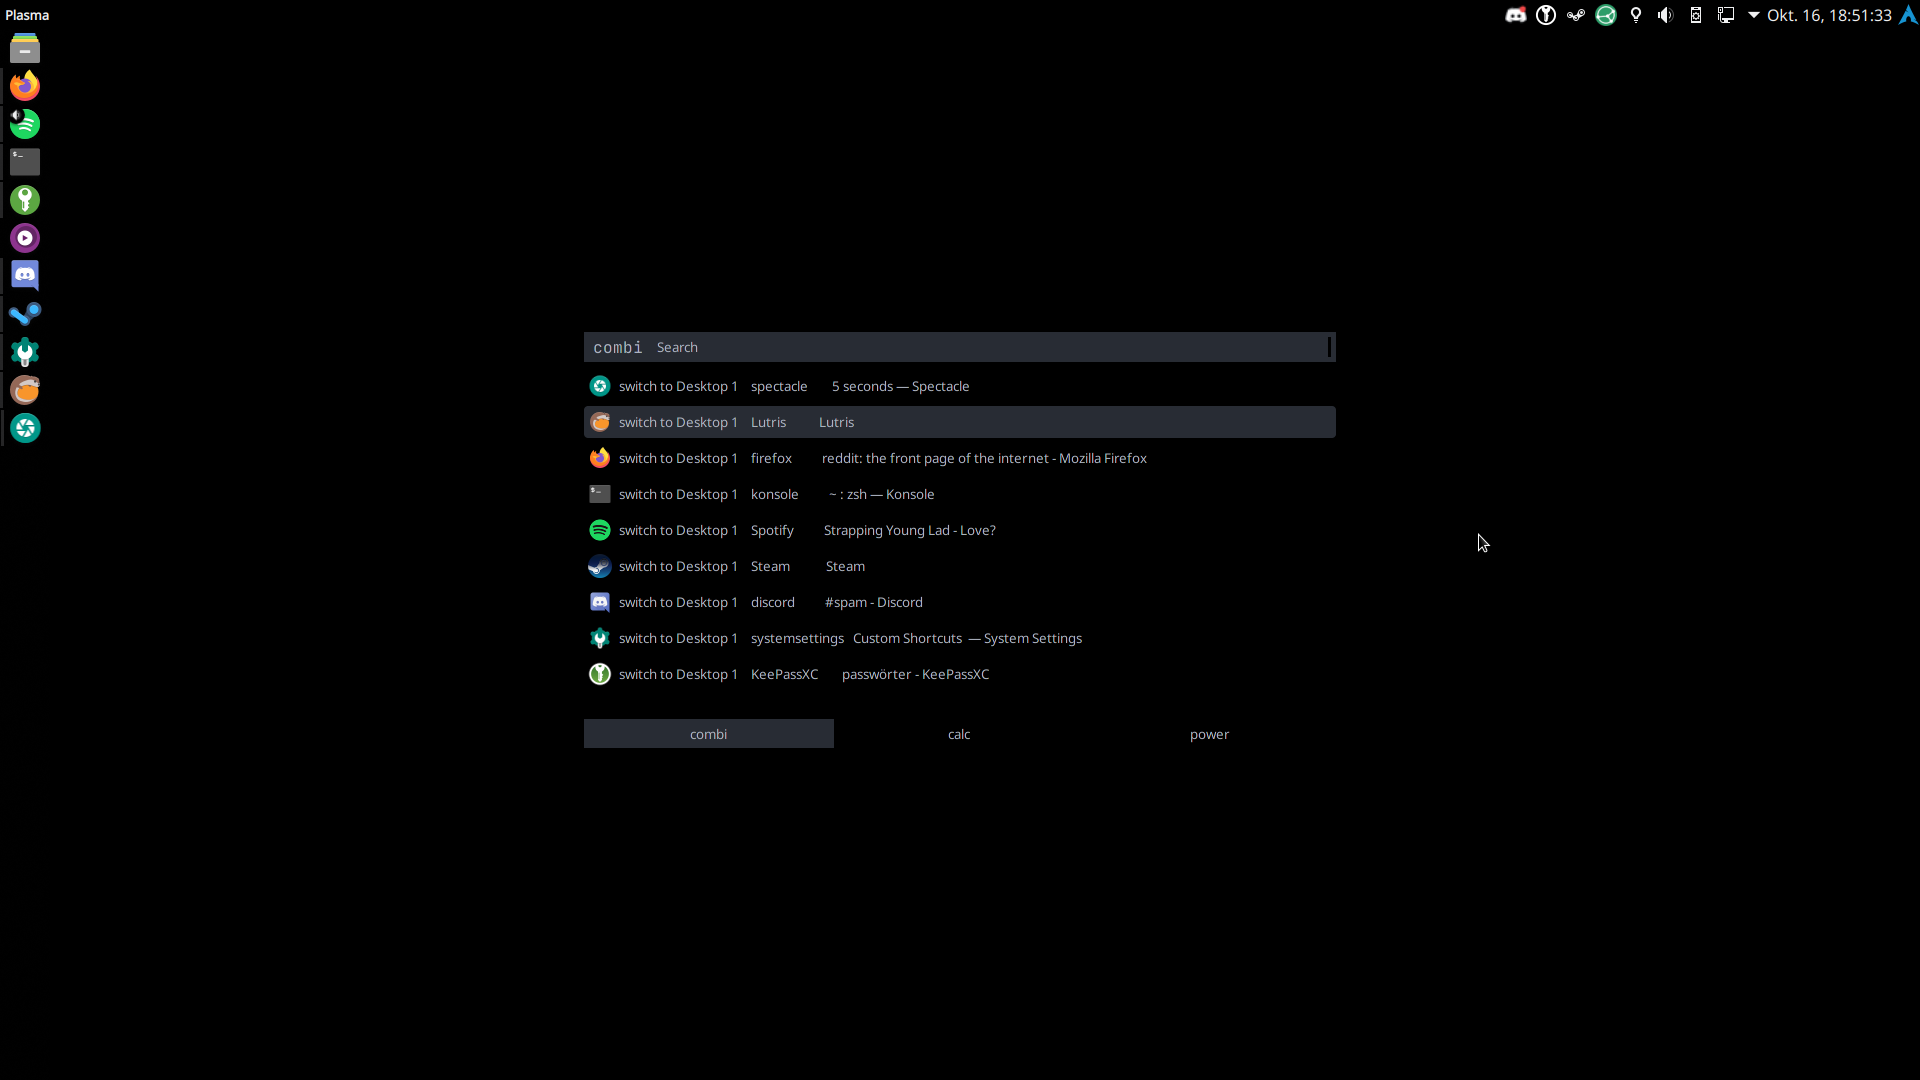 Plasma
Okt. 16, 18:51:33
combi Search
switch to Desktop 1 spectacle 5 seconds — Spectacle
switch to Desktop 1 Lutris Lutris
switch to Desktop 1 firefox reddit: the front page of the internet - Mozilla Firefox
switch to Desktop 1 konsole ~ : zsh — Konsole
switch to Desktop 1 Spotify Strapping Young Lad - Love?
switch to Desktop 1 Steam Steam
switch to Desktop 1 discord #spam - Discord
switch to Desktop 1 systemsettings Custom Shortcuts — System Settings
switch to Desktop 1 KeePassXC passwörter - KeePassXC
combi calc power